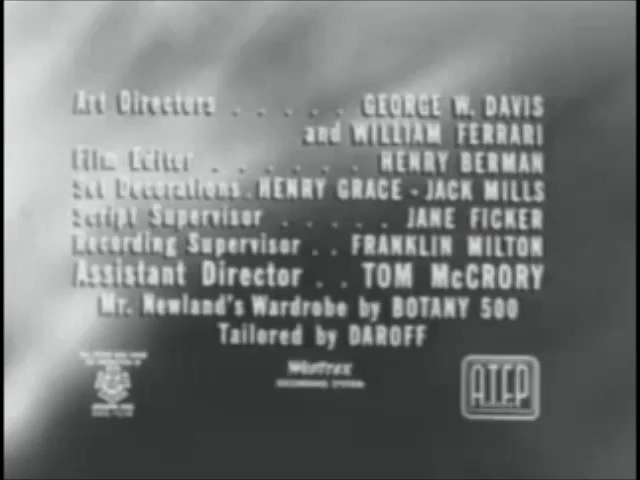 Art Directors . . . . . GEORGE W. DAVIS
and WILLIAM FERRARI
Film Editor . . . . . . HENRY BERMAN
Set Decorations . HENRY GRACE - JACK MILLS
Script Supervisor . . . . . JANE FICKER
Recording Supervisor . . FRANKLIN MILTON
Assistant Director . . TOM McCRORY
Mr. Newland's Wardrobe by BOTANY 500
Tailored by DAROFF
Westrex
RECORDING SYSTEM
A.T.F.P.